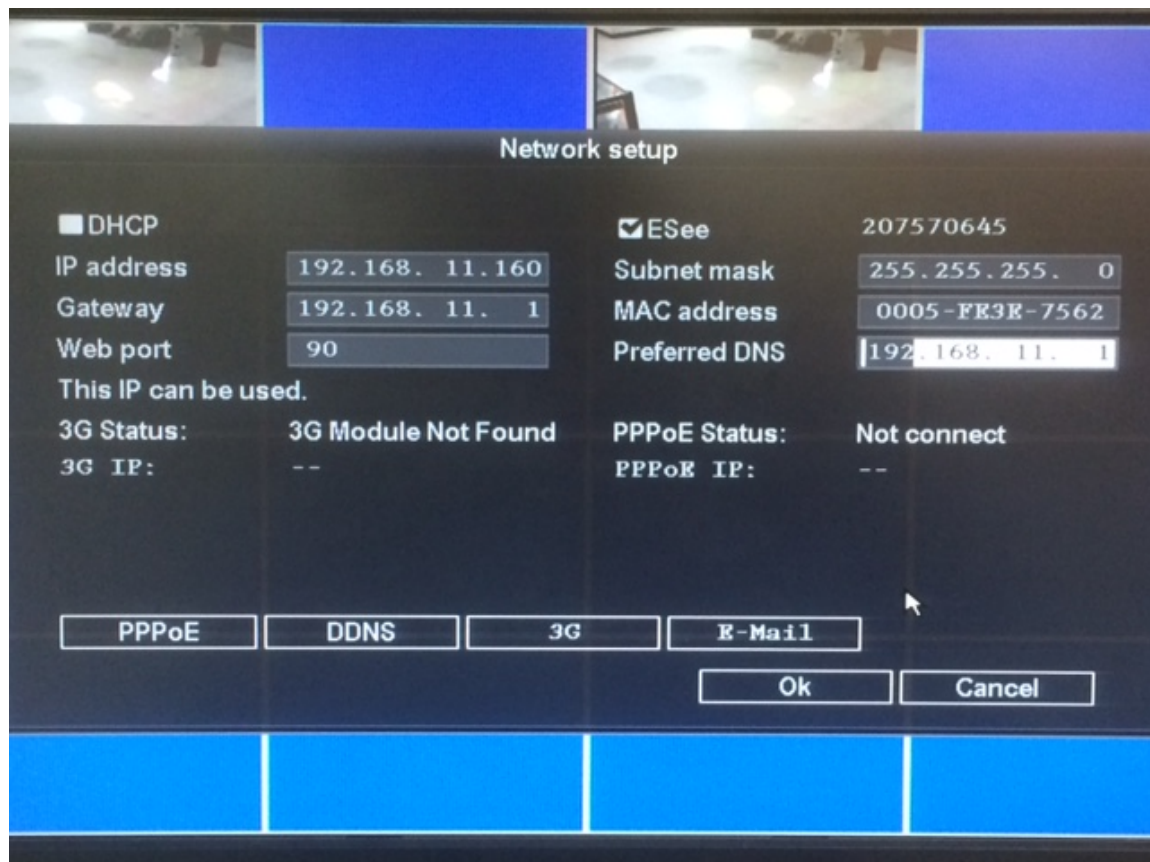 Network setup
DHCP
ESee 207570645
IP address 192.168. 11.160
Subnet mask 255.255.255. 0
Gateway 192.168. 11. 1
MAC address 0005-FE3E-7562
Web port 90
Preferred DNS 192.168. 11. 1
This IP can be used.
3G Status: 3G Module Not Found
PPPoE Status: Not connect
3G IP: --
PPPoE IP: --
PPPoE DDNS 3G E-Mail
Ok Cancel